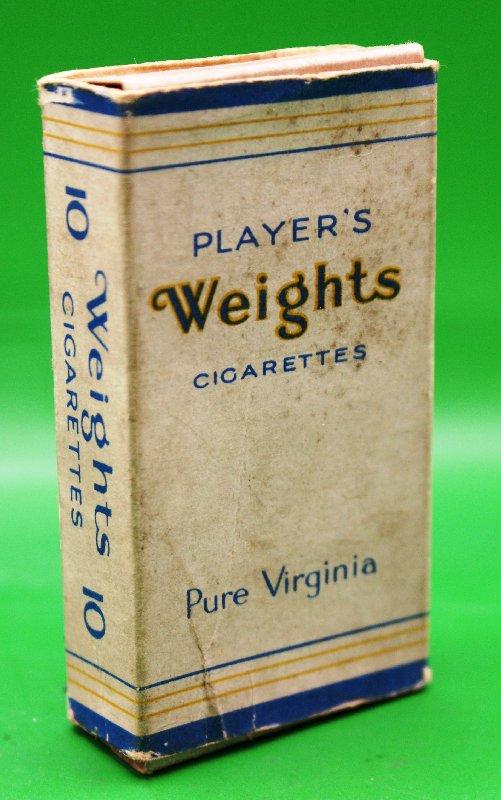 PLAYER'S
Weights
CIGARETTES
Pure Virginia
10 Weights 10
CIGARETTES